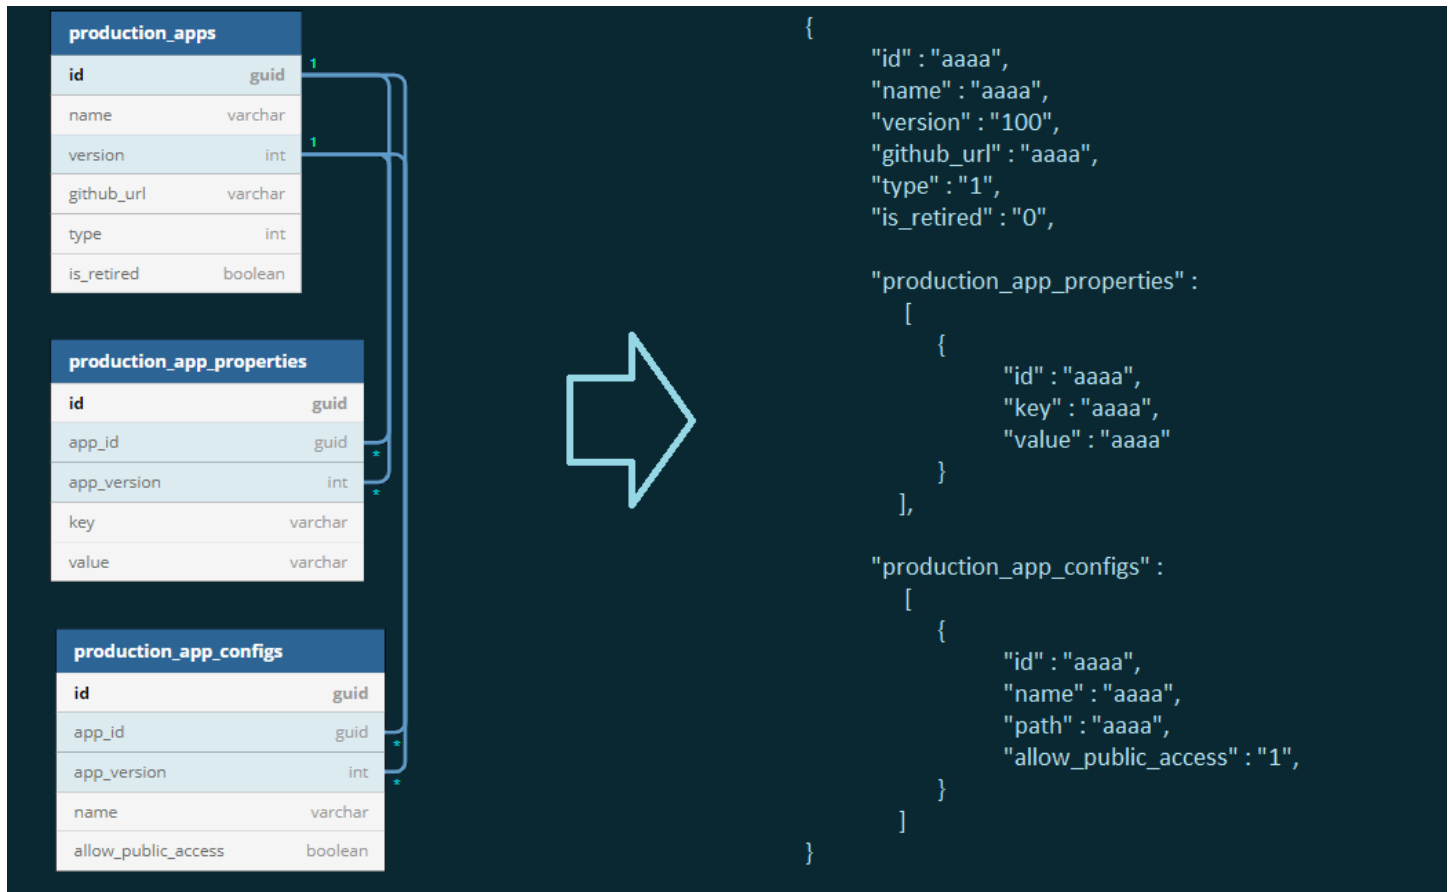 production_apps
id guid
1
name varchar
version int
1
github_url varchar
type int
is_retired boolean
production_app_properties
id guid
app_id guid
*
app_version int
*
key varchar
value varchar
production_app_configs
id guid
app_id guid
*
app_version int
*
name varchar
allow_public_access boolean
{
"id" : "aaaa",
"name" : "aaaa",
"version" : "100",
"github_url" : "aaaa",
"type" : "1",
"is_retired" : "0",
"production_app_properties" :
[
{
"id" : "aaaa",
"key" : "aaaa",
"value" : "aaaa"
}
],
"production_app_configs" :
[
{
"id" : "aaaa",
"name" : "aaaa",
"path" : "aaaa",
"allow_public_access" : "1",
}
]
}